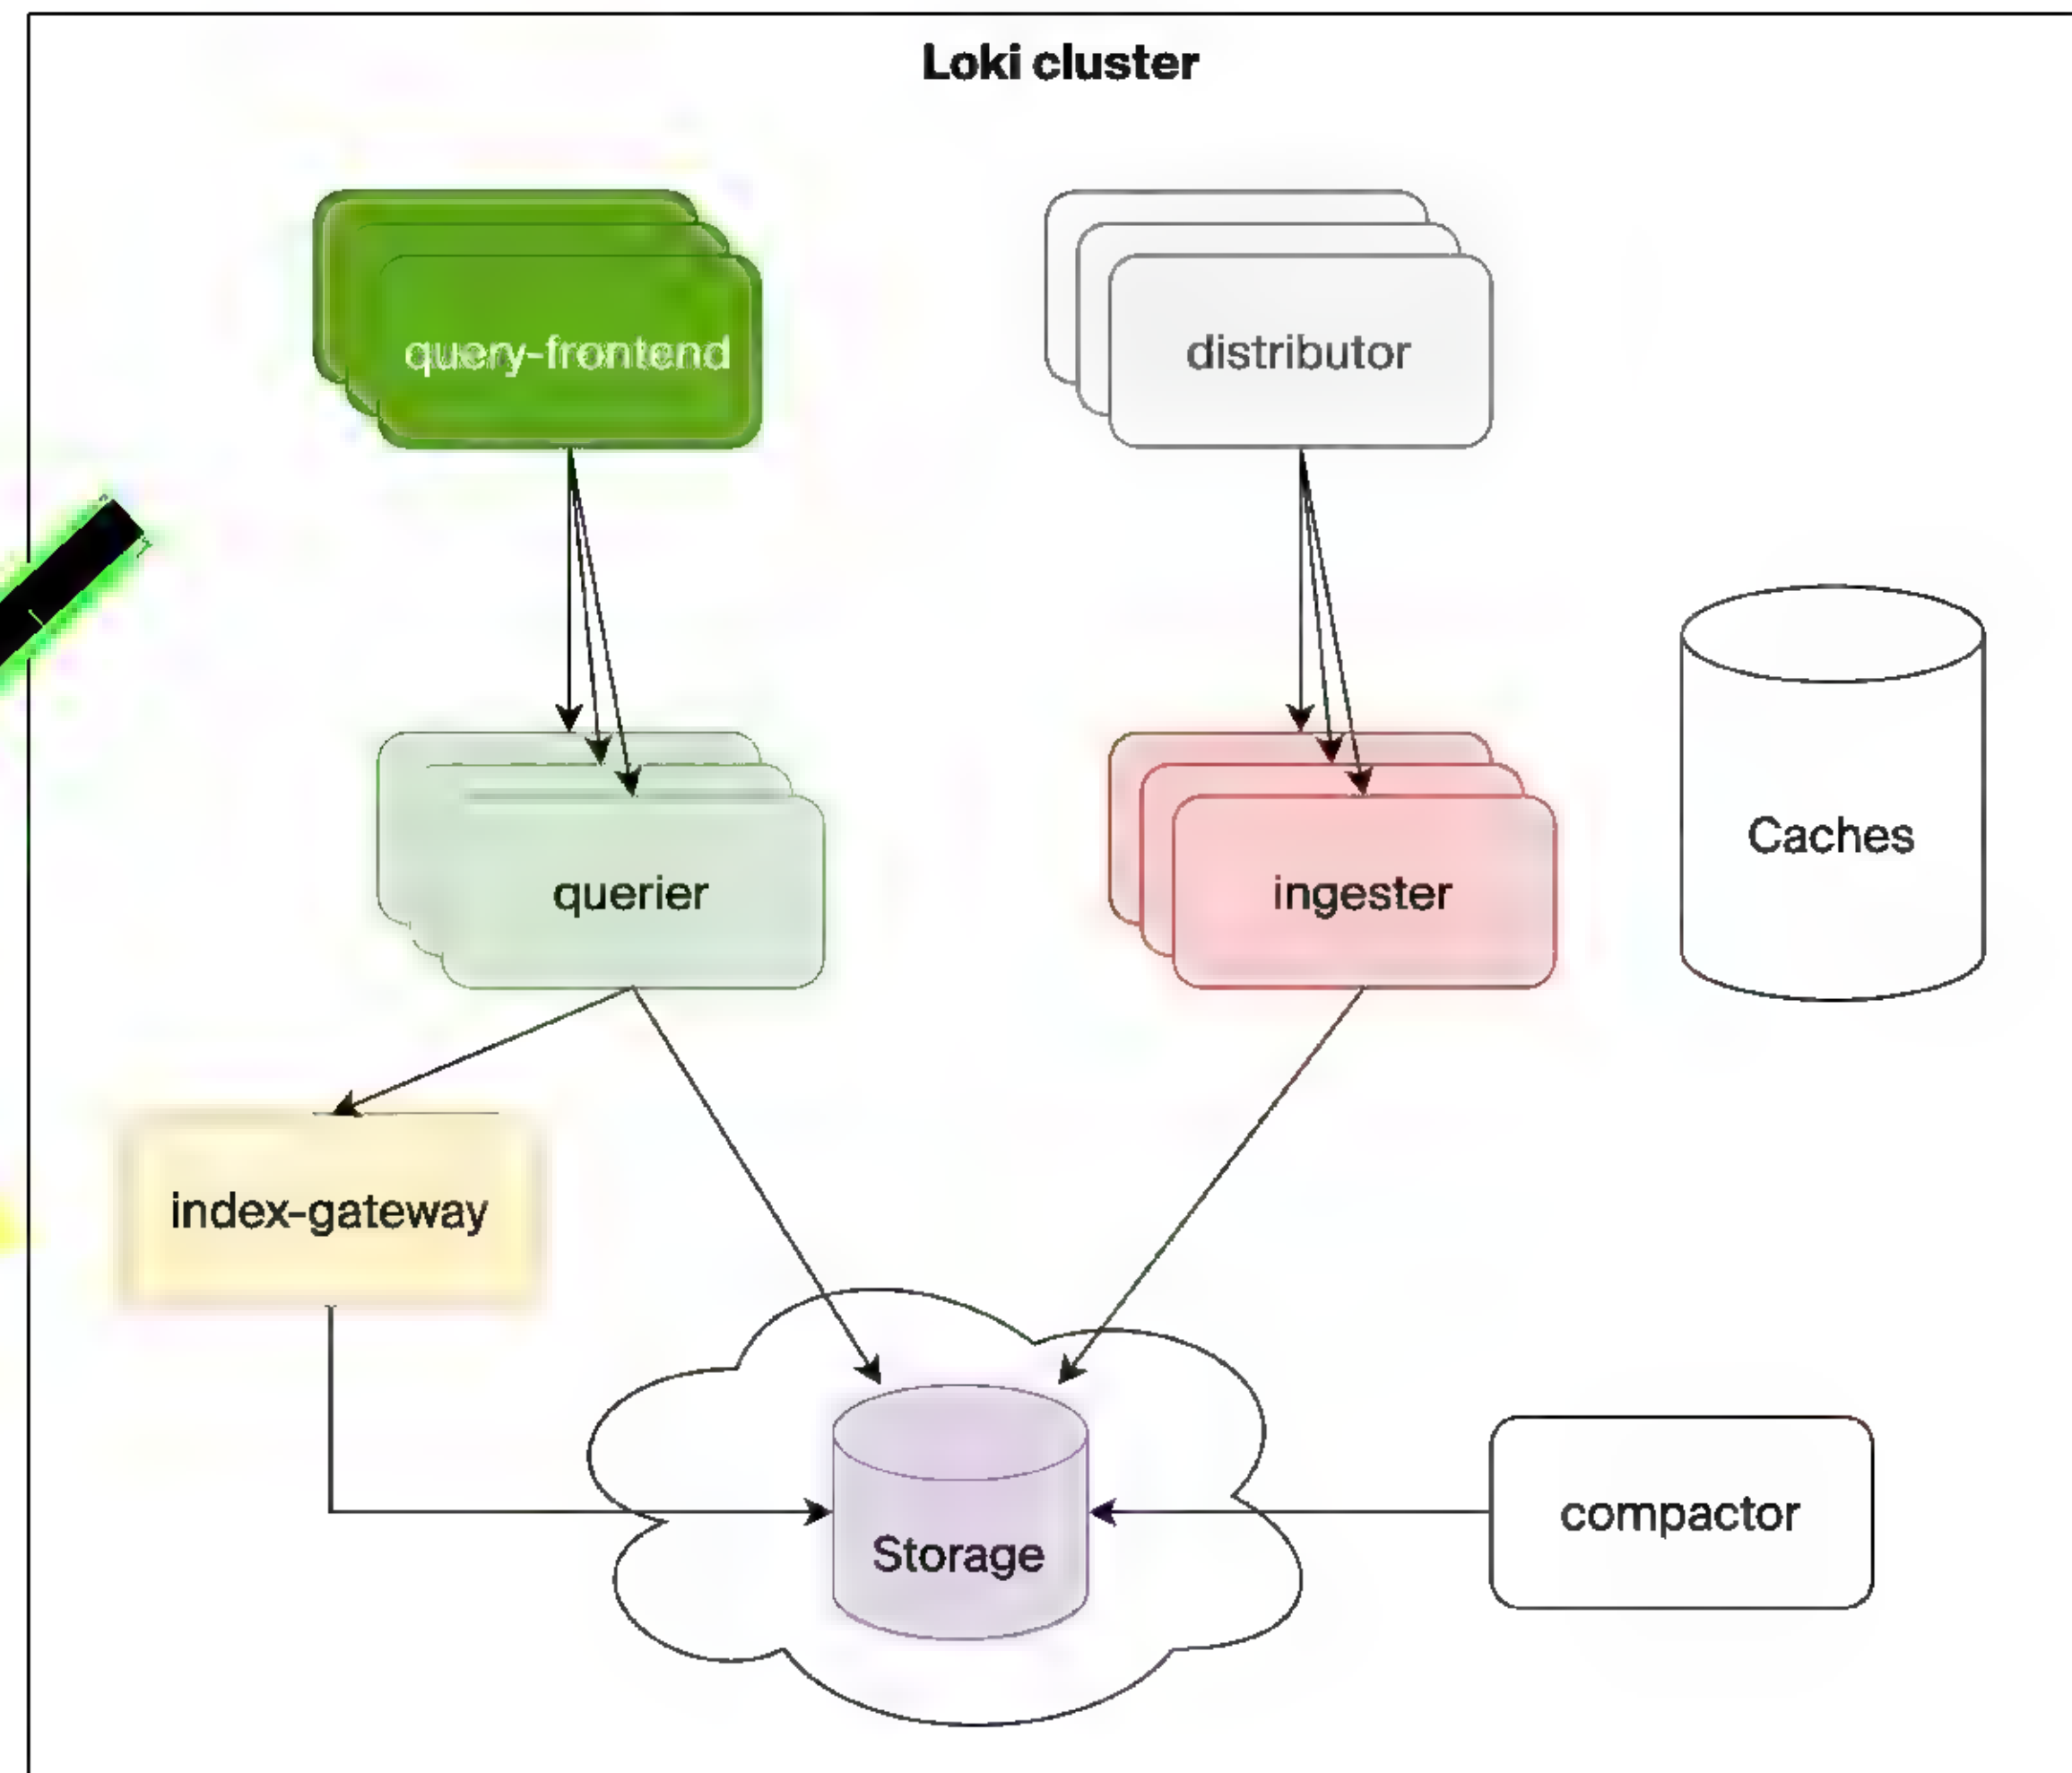 Loki cluster
query-frontend
distributor
querier
ingester
Caches
index-gateway
Storage
compactor